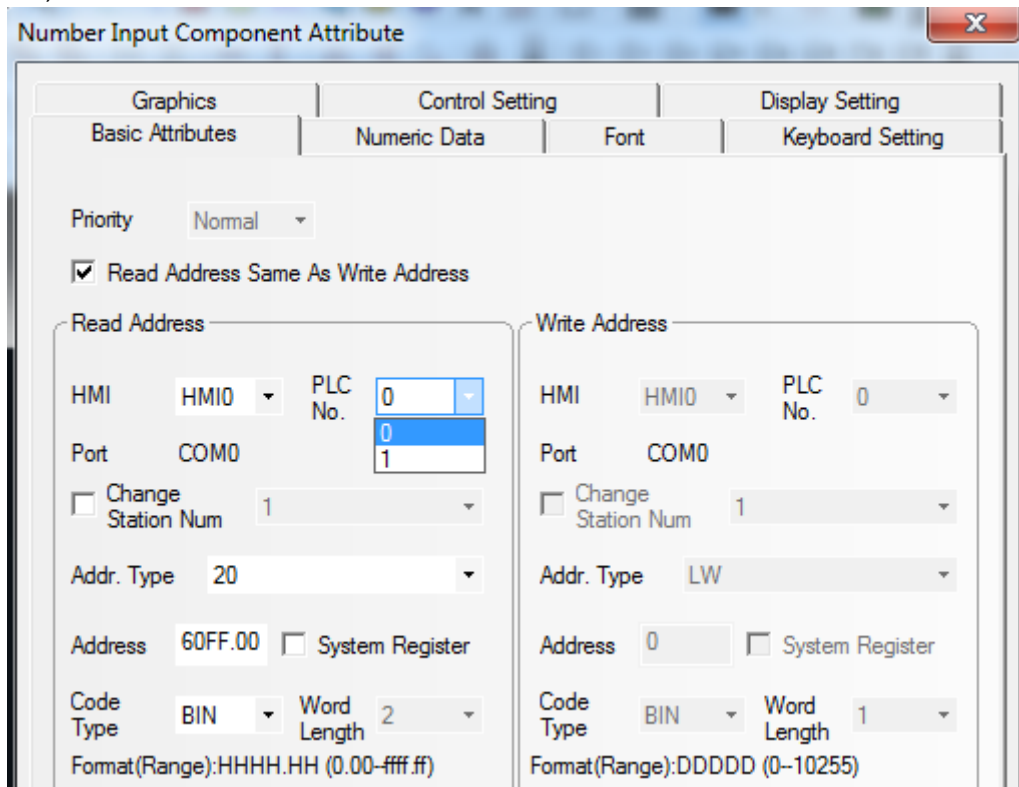 Number Input Component Attribute
Graphics Control Setting Display Setting
Basic Attributes Numeric Data Font Keyboard Setting
Priority Normal
Read Address Same As Write Address
Read Address
HMI HMI0 PLC No. 0
0
1
Port COM0
Change Station Num 1
Addr. Type 20
Address 60FF.00 System Register
Code Type BIN Word Length 2
Format(Range):HHHH.HH (0.00--ffff.ff)
Write Address
HMI HMI0 PLC No. 0
Port COM0
Change Station Num 1
Addr. Type LW
Address 0 System Register
Code Type BIN Word Length 1
Format(Range):DDDDD (0--10255)